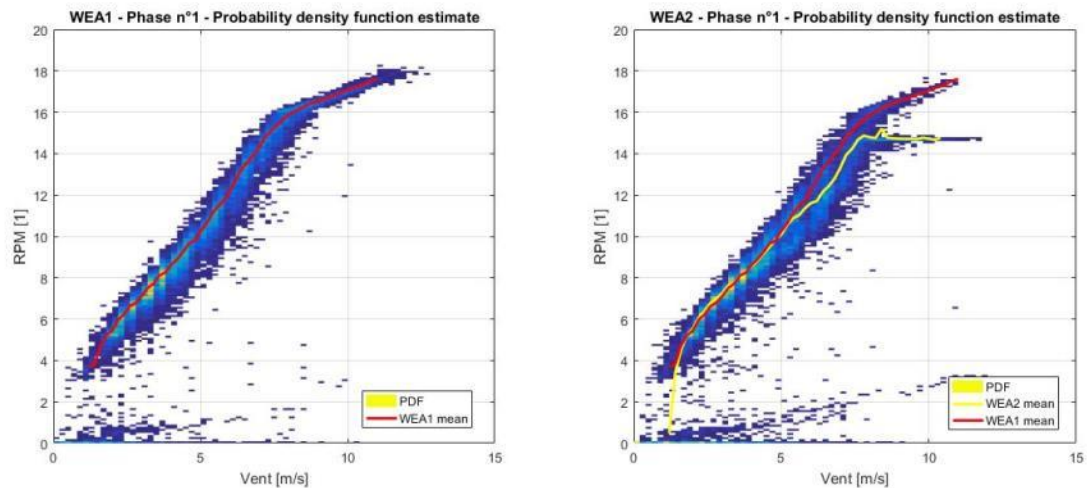 WEA1 - Phase n°1 - Probability density function estimate
20
18
16
14
12
10
8
6
4
2
0
RPM [1]
0 5 10 15
Vent [m/s]
PDF
WEA1 mean
WEA2 - Phase n°1 - Probability density function estimate
20
18
16
14
12
10
8
6
4
2
0
RPM [1]
0 5 10 15
Vent [m/s]
PDF
WEA2 mean
WEA1 mean